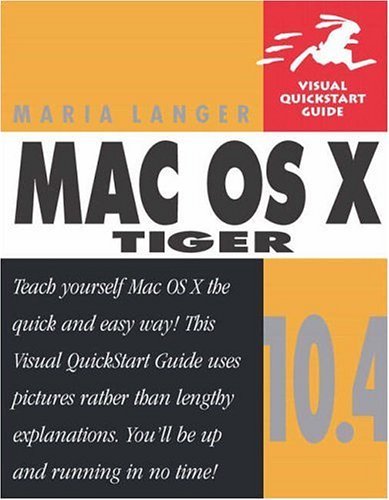 VISUAL
QUICKSTART
GUIDE
MARIA LANGER
MAC OS X
TIGER
10.4
Teach yourself Mac OS X the
quick and easy way! This
Visual QuickStart Guide uses
pictures rather than lengthy
explanations. You'll be up
and running in no time!